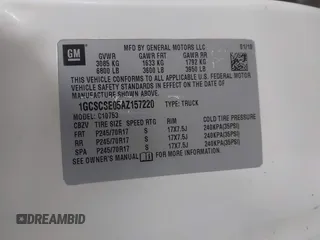 GM
MFD BY GENERAL MOTORS LLC
01/10
GVWR GAWR FRT GAWR RR
3085 KG 1633 KG 1792 KG
6800 LB 3600 LB 3950 LB
THIS VEHICLE CONFORMS TO ALL APPLICABLE U.S. FEDERAL MOTOR VEHICLE SAFETY STANDARDS IN EFFECT ON THE DATE OF MANUFACTURE SHOWN ABOVE.
1GCSCSE05AZ157220 TYPE: TRUCK
MODEL: C10753
TIRE SIZE SPEED RTG RIM COLD TIRE PRESSURE
FRT P245/70R17 S 17X7.5J 240KPA(35PSI)
RR P245/70R17 S 17X7.5J 240KPA(35PSI)
SPA P245/70R17 S 17X7.5J 240KPA(35PSI)
SEE OWNER'S MANUAL FOR MORE INFORMATION.
DREAMBID